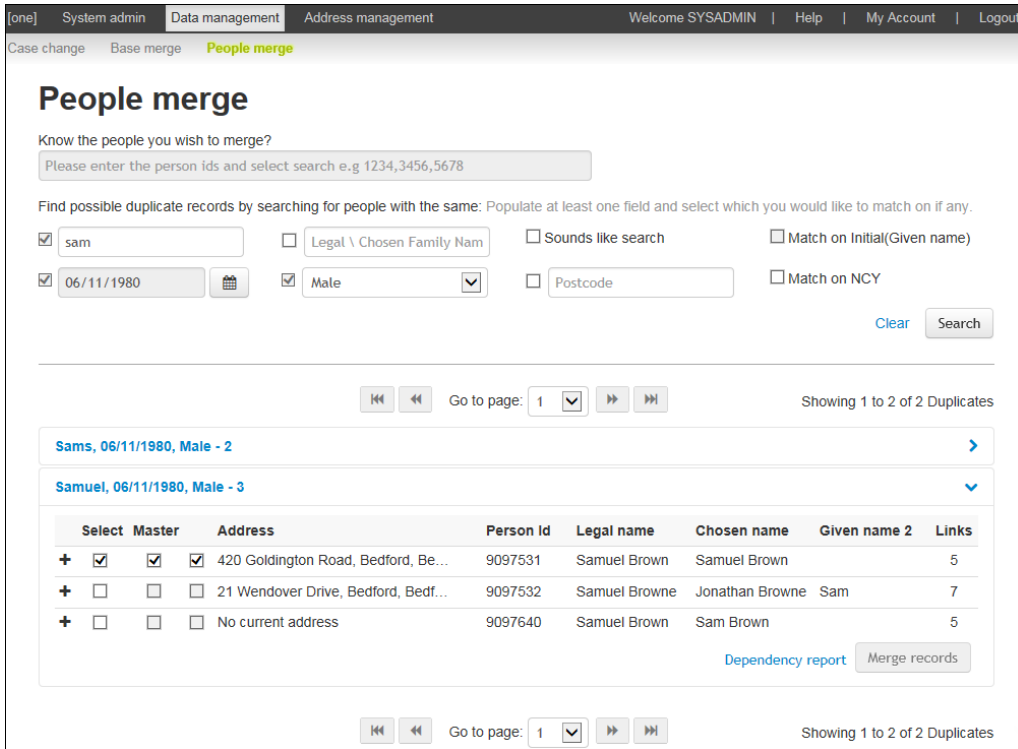 [one] System admin Data management Address management Welcome SYSADMIN | Help | My Account | Logout
Case change Base merge People merge
People merge
Know the people you wish to merge?
Please enter the person ids and select search e.g 1234,3456,5678
Find possible duplicate records by searching for people with the same: Populate at least one field and select which you would like to match on if any.
sam Legal \ Chosen Family Nam Sounds like search Match on Initial(Given name)
06/11/1980 Male Postcode Match on NCY
Clear Search
Go to page: 1 Showing 1 to 2 of 2 Duplicates
Sams, 06/11/1980, Male - 2
Samuel, 06/11/1980, Male - 3
Select Master Address Person Id Legal name Chosen name Given name 2 Links
420 Goldington Road, Bedford, Be... 9097531 Samuel Brown Samuel Brown 5
21 Wendover Drive, Bedford, Bedf... 9097532 Samuel Browne Jonathan Browne Sam 7
No current address 9097640 Samuel Brown Sam Brown 5
Dependency report Merge records
Go to page: 1 Showing 1 to 2 of 2 Duplicates